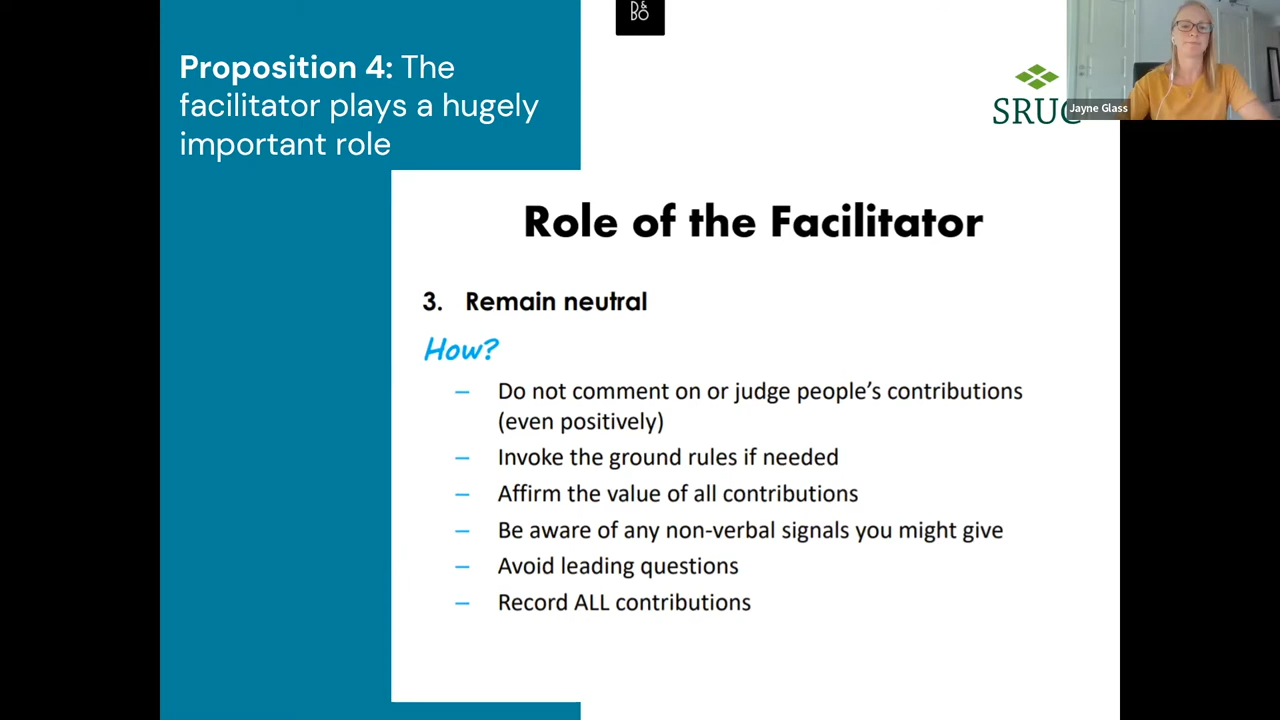 D&
BO
Proposition 4: The
facilitator plays a hugely
important role
SRUC
Jayne Glass
Role of the Facilitator
3. Remain neutral
How?
– Do not comment on or judge people's contributions
(even positively)
– Invoke the ground rules if needed
– Affirm the value of all contributions
– Be aware of any non-verbal signals you might give
– Avoid leading questions
– Record ALL contributions